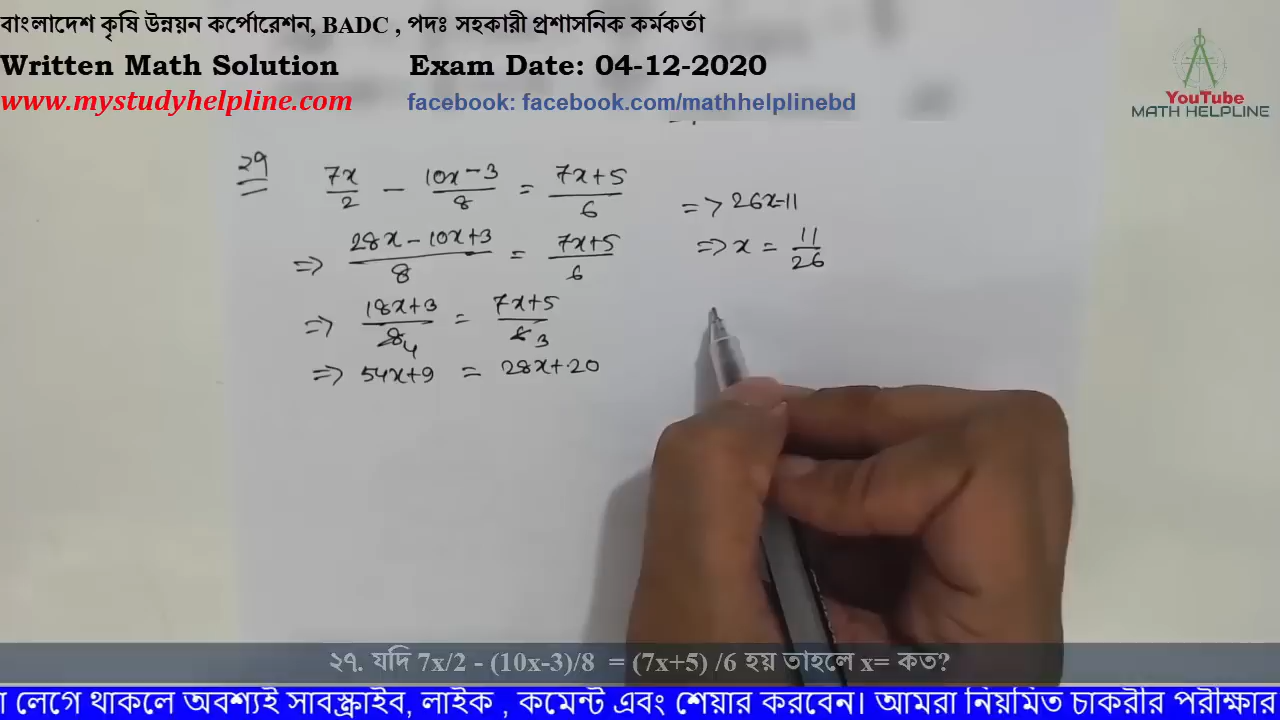 বাংলাদেশ কৃষি উন্নয়ন কর্পোরেশন, BADC , পদঃ সহকারী প্রশাসনিক কর্মকর্তা
Written Math Solution Exam Date: 04-12-2020
www.mystudyhelpline.com facebook: facebook.com/mathhelplinebd
YouTube
MATH HELPLINE
২৭
7x/2 - (10x-3)/8 = (7x+5)/6
=> (28x-10x+3)/8 = (7x+5)/6
=> (18x+3)/8 4 = (7x+5)/6 3
=> 54x+9 = 28x+20
=> 26x=11
=> x = 11/26
২৭. যদি 7x/2 - (10x-3)/8 = (7x+5) /6 হয় তাহলে x= কত?
লেগে থাকলে অবশ্যই সাবস্ক্রাইব, লাইক , কমেন্ট এবং শেয়ার করবেন। আমরা নিয়মিত চাকরীর পরীক্ষার